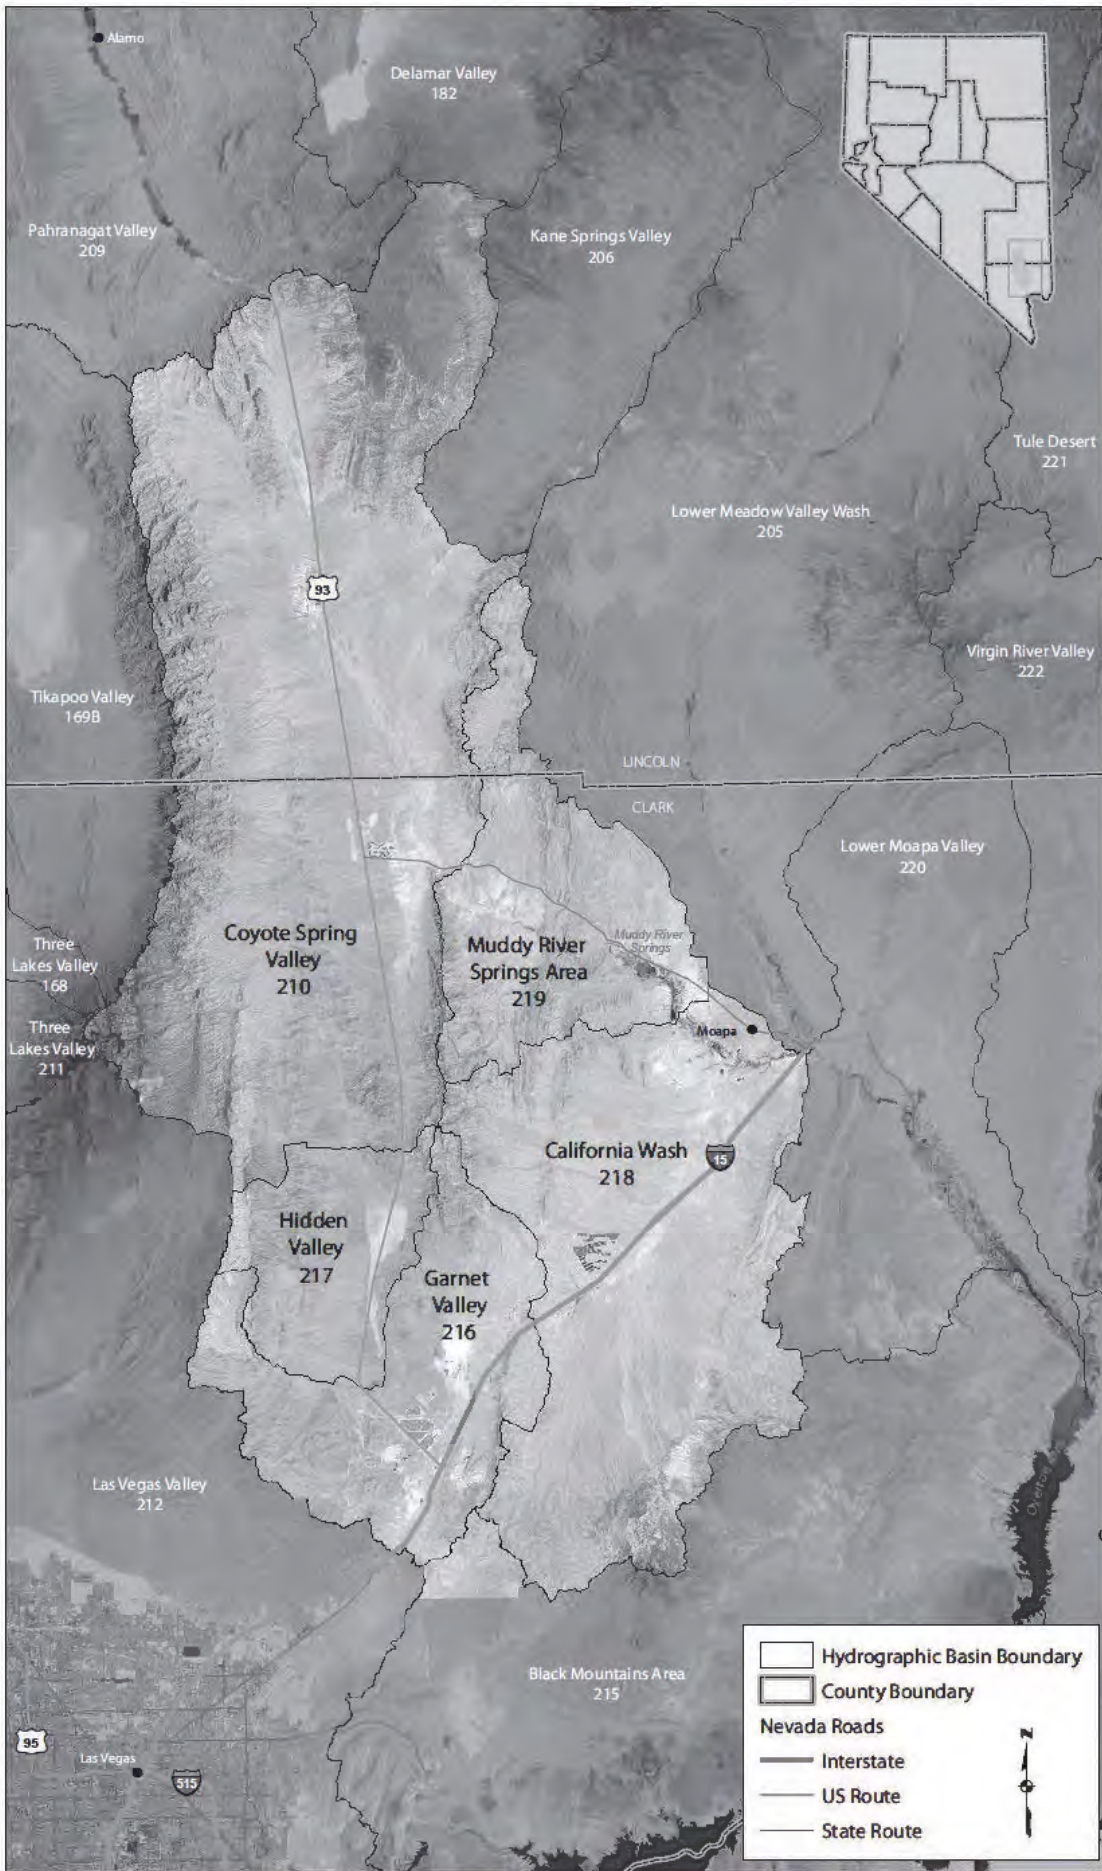 Alamo
Delamar Valley
182
Pahranagat Valley
209
Kane Springs Valley
206
Tule Desert
221
Lower Meadow Valley Wash
205
93
Virgin River Valley
222
Tikapoo Valley
169B
LINCOLN
CLARK
Lower Moapa Valley
220
Coyote Spring
Valley
210
Muddy River
Springs Area
219
Muddy River
Springs
Three
Lakes Valley
168
Three
Lakes Valley
211
Moapa
California Wash
218
15
Hidden
Valley
217
Garnet
Valley
216
Las Vegas Valley
212
Overton
Black Mountains Area
215
95
Las Vegas
515
Hydrographic Basin Boundary
County Boundary
Nevada Roads
Interstate
US Route
State Route
N